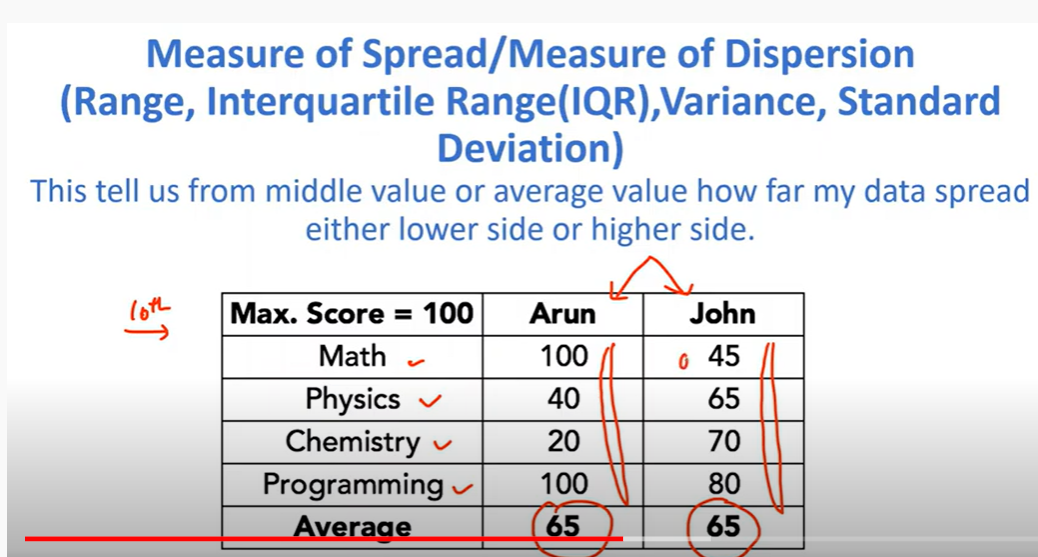 Measure of Spread/Measure of Dispersion
(Range, Interquartile Range(IQR),Variance, Standard
Deviation)
This tell us from middle value or average value how far my data spread
either lower side or higher side.
10th
Max. Score = 100 Arun John
Math 100 0 45
Physics 40 65
Chemistry 20 70
Programming 100 80
Average 65 65